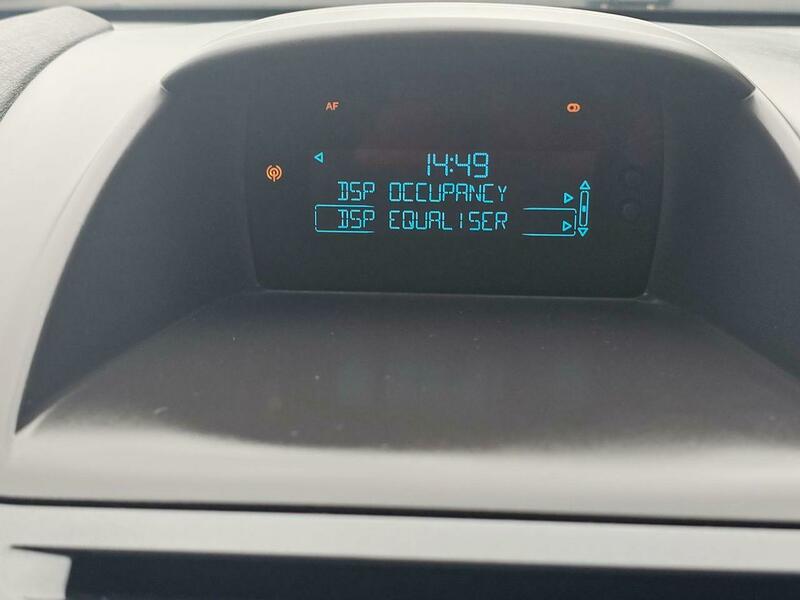 AF
14:49
DSP OCCUPANCY
DSP EQUALISER